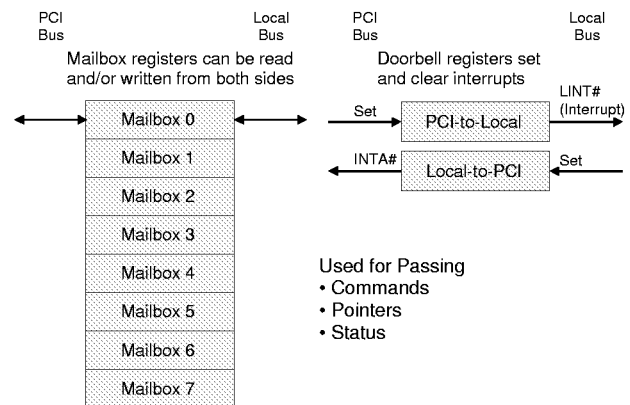 PCI
Bus
Local
Bus
Mailbox registers can be read
and/or written from both sides
Mailbox 0
Mailbox 1
Mailbox 2
Mailbox 3
Mailbox 4
Mailbox 5
Mailbox 6
Mailbox 7
PCI
Bus
Local
Bus
Doorbell registers set
and clear interrupts
Set
PCI-to-Local
LINT#
(Interrupt)
INTA#
Local-to-PCI
Set
Used for Passing
• Commands
• Pointers
• Status